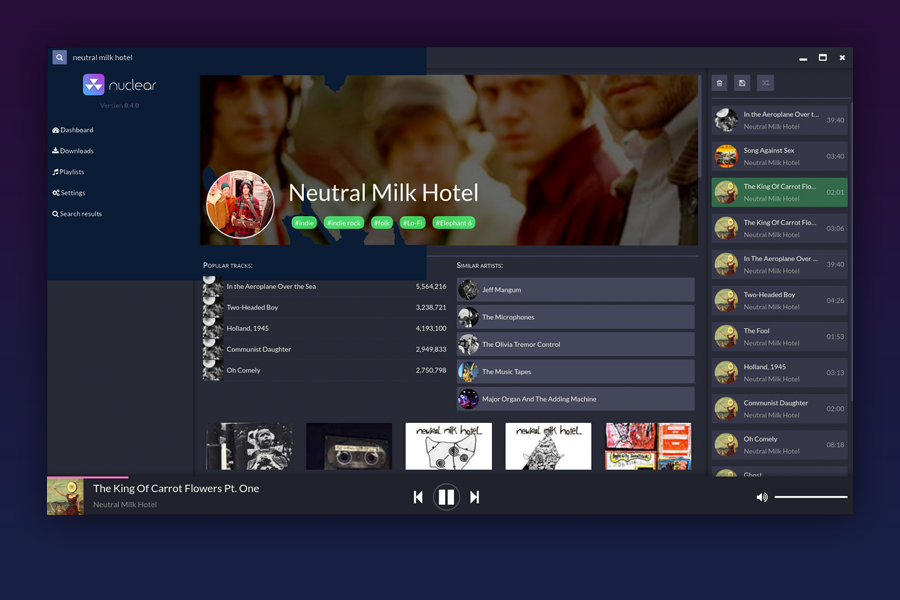 neutral milk hotel
nuclear
Version 0.4.0
Dashboard
Downloads
Playlists
Settings
Search results
Neutral Milk Hotel
#indie
#indie rock
#folk
#Lo-Fi
#Elephant 6
Popular tracks:
In the Aeroplane Over the Sea 5,564,216
Two-Headed Boy 3,238,721
Holland, 1945 4,193,100
Communist Daughter 2,949,833
Oh Comely 2,750,798
Similar artists:
Jeff Mangum
The Microphones
The Olivia Tremor Control
The Music Tapes
Major Organ And The Adding Machine
neutral milk hotel
neutral milk hotel
In the Aeroplane Over t... 39:40
Neutral Milk Hotel
Song Against Sex 03:40
Neutral Milk Hotel
The King Of Carrot Flo... 02:01
Neutral Milk Hotel
The King Of Carrot Flo... 03:06
Neutral Milk Hotel
In The Aeroplane Over ... 39:40
Neutral Milk Hotel
Two-Headed Boy 04:26
Neutral Milk Hotel
The Fool 01:53
Neutral Milk Hotel
Holland, 1945 03:13
Neutral Milk Hotel
Communist Daughter 02:00
Neutral Milk Hotel
Oh Comely 08:18
Neutral Milk Hotel
Ghost
The King Of Carrot Flowers Pt. One
Neutral Milk Hotel